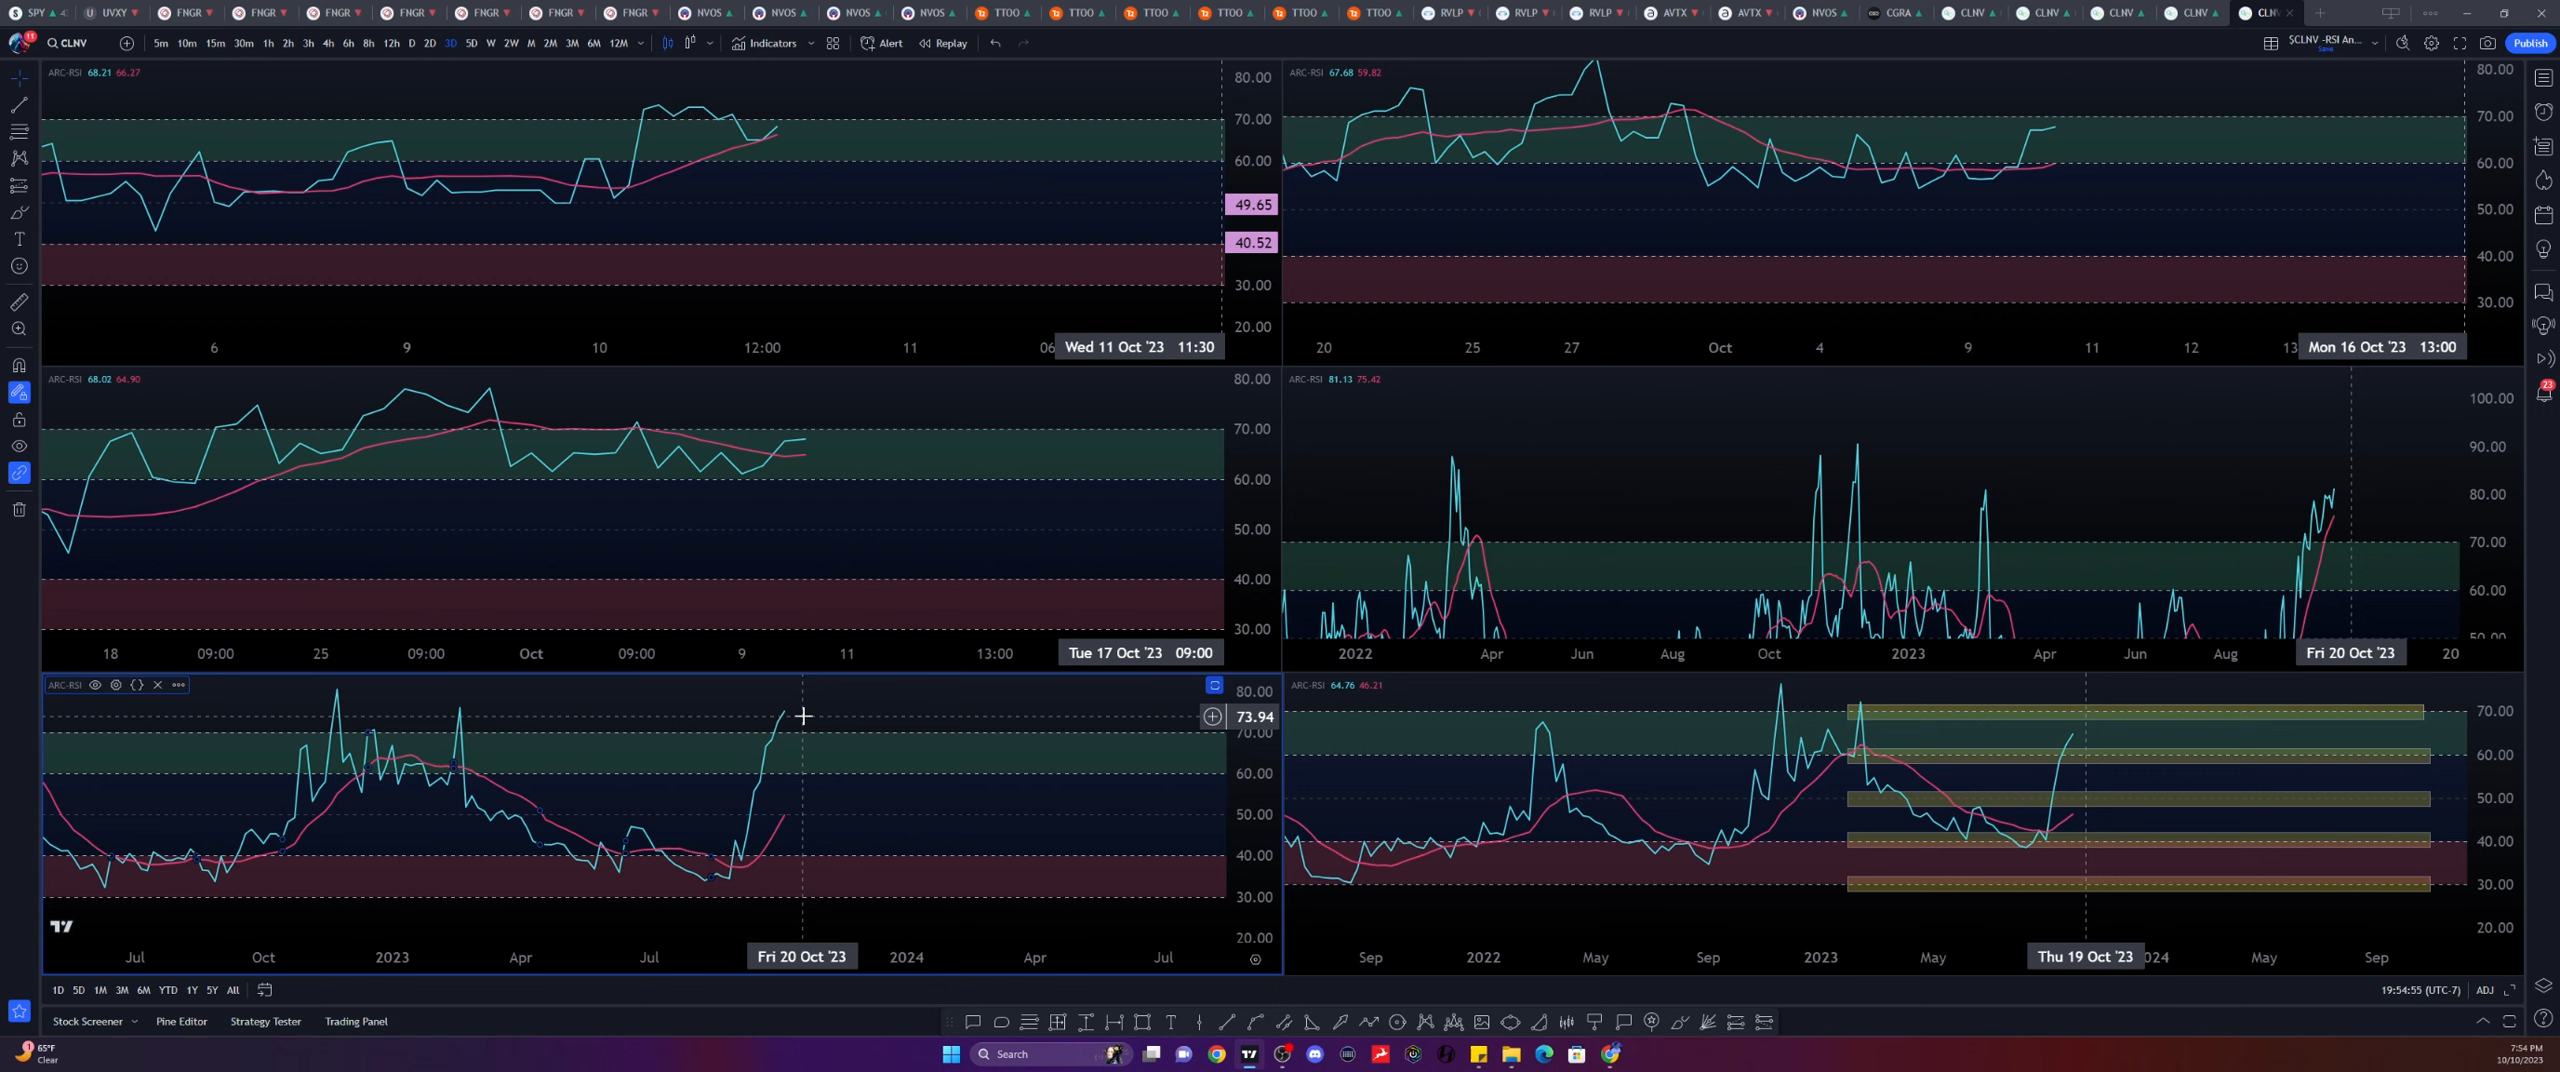 SPY UVXY FNGR FNGR FNGR FNGR FNGR FNGR FNGR NVOS NVOS NVOS NVOS TTOO TTOO TTOO TTOO TTOO TTOO RVLP RVLP RVLP AVTX AVTX NVOS CGRA CLNV CLNV CLNV CLNV CLNV
11 CLNV 5m 10m 15m 30m 1h 2h 3h 4h 6h 8h 12h D 2D 3D 5D W 2W M 2M 3M 6M 12M Indicators Alert Replay $CLNV -RSI An... Save Publish
ARC-RSI 68.21 66.27
80.00
70.00
60.00
49.65
40.52
30.00
20.00
6 9 10 12:00 11 06 Wed 11 Oct '23 11:30
ARC-RSI 67.68 59.82
80.00
70.00
60.00
50.00
40.00
30.00
20 25 27 Oct 4 9 11 12 13 Mon 16 Oct '23 13:00
ARC-RSI 68.02 64.90
80.00
70.00
60.00
50.00
40.00
30.00
18 09:00 25 09:00 Oct 09:00 9 11 13:00 Tue 17 Oct '23 09:00
ARC-RSI 81.13 75.42
100.00
90.00
80.00
70.00
60.00
50.00
2022 Apr Jun Aug Oct 2023 Apr Jun Aug Fri 20 Oct '23 20
ARC-RSI
80.00
73.94
70.00
60.00
50.00
40.00
30.00
20.00
Jul Oct 2023 Apr Jul Fri 20 Oct '23 2024 Apr Jul
ARC-RSI 64.76 46.21
70.00
60.00
50.00
40.00
30.00
20.00
Sep 2022 May Sep 2023 May Thu 19 Oct '23 024 May Sep
23
1D 5D 1M 3M 6M YTD 1Y 5Y All 19:54:55 (UTC-7) ADJ
Stock Screener Pine Editor Strategy Tester Trading Panel
1 65°F
Clear
Search
7:54 PM
10/10/2023